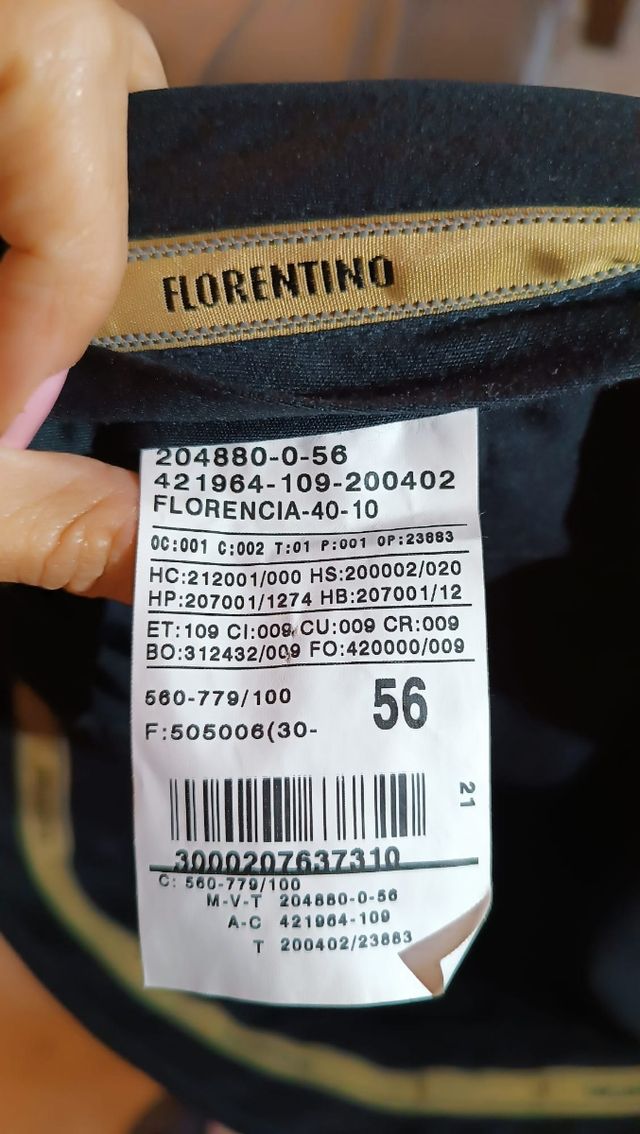 FLORENTINO
204880-0-56
421964-109-200402
FLORENCIA-40-10
OC:001 C:002 T:01 P:001 OP:23883
HC:212001/000 HS:200002/020
HP:207001/1274 HB:207001/12
ET:109 CI:009 CU:009 CR:009
BO:312432/009 FO:420000/009
560-779/100
56
F:505006(30-
21
3000207637310
C: 560-779/100
M-V-T 204880-0-56
A-C 421964-109
T 200402/23883